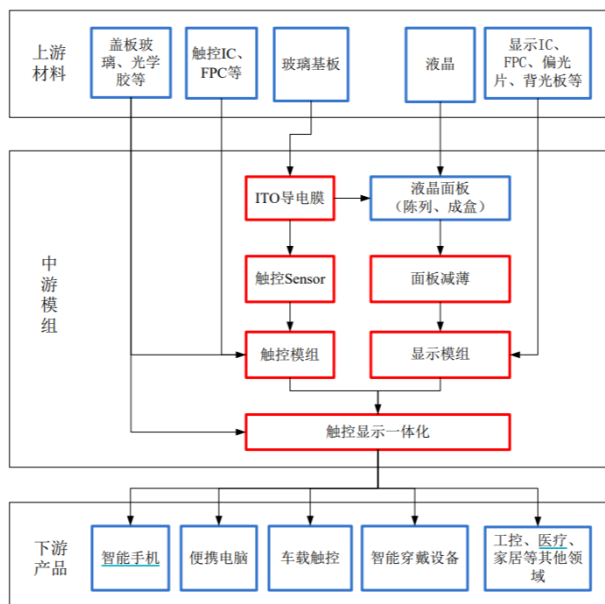 上游
材料
盖板玻
璃、光学
胶等
触控IC、
FPC等
玻璃基板
液晶
显示IC、
FPC、偏光
片、背光板等
中
游
模
组
ITO导电膜
液晶面板
（陈列、成盒）
触控Sensor
面板减薄
触控模组
显示模组
触控显示一体化
下游
产品
智能手机
便携电脑
车载触控
智能穿戴设备
工控、医疗、
家居等其他领
域